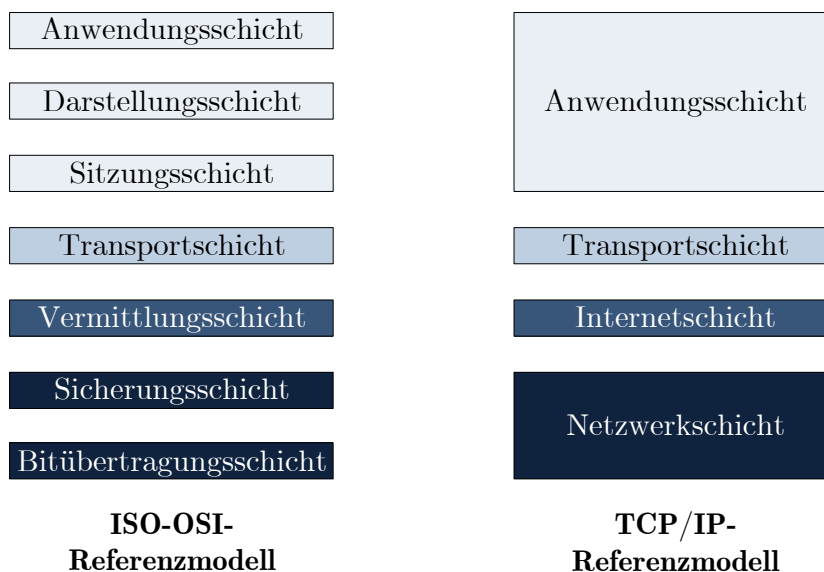 Anwendungsschicht
Darstellungsschicht
Sitzungsschicht
Transportschicht
Vermittlungsschicht
Sicherungsschicht
Bitübertragungsschicht
ISO-OSI-
Referenzmodell
Anwendungsschicht
Transportschicht
Internetschicht
Netzwerkschicht
TCP/IP-
Referenzmodell